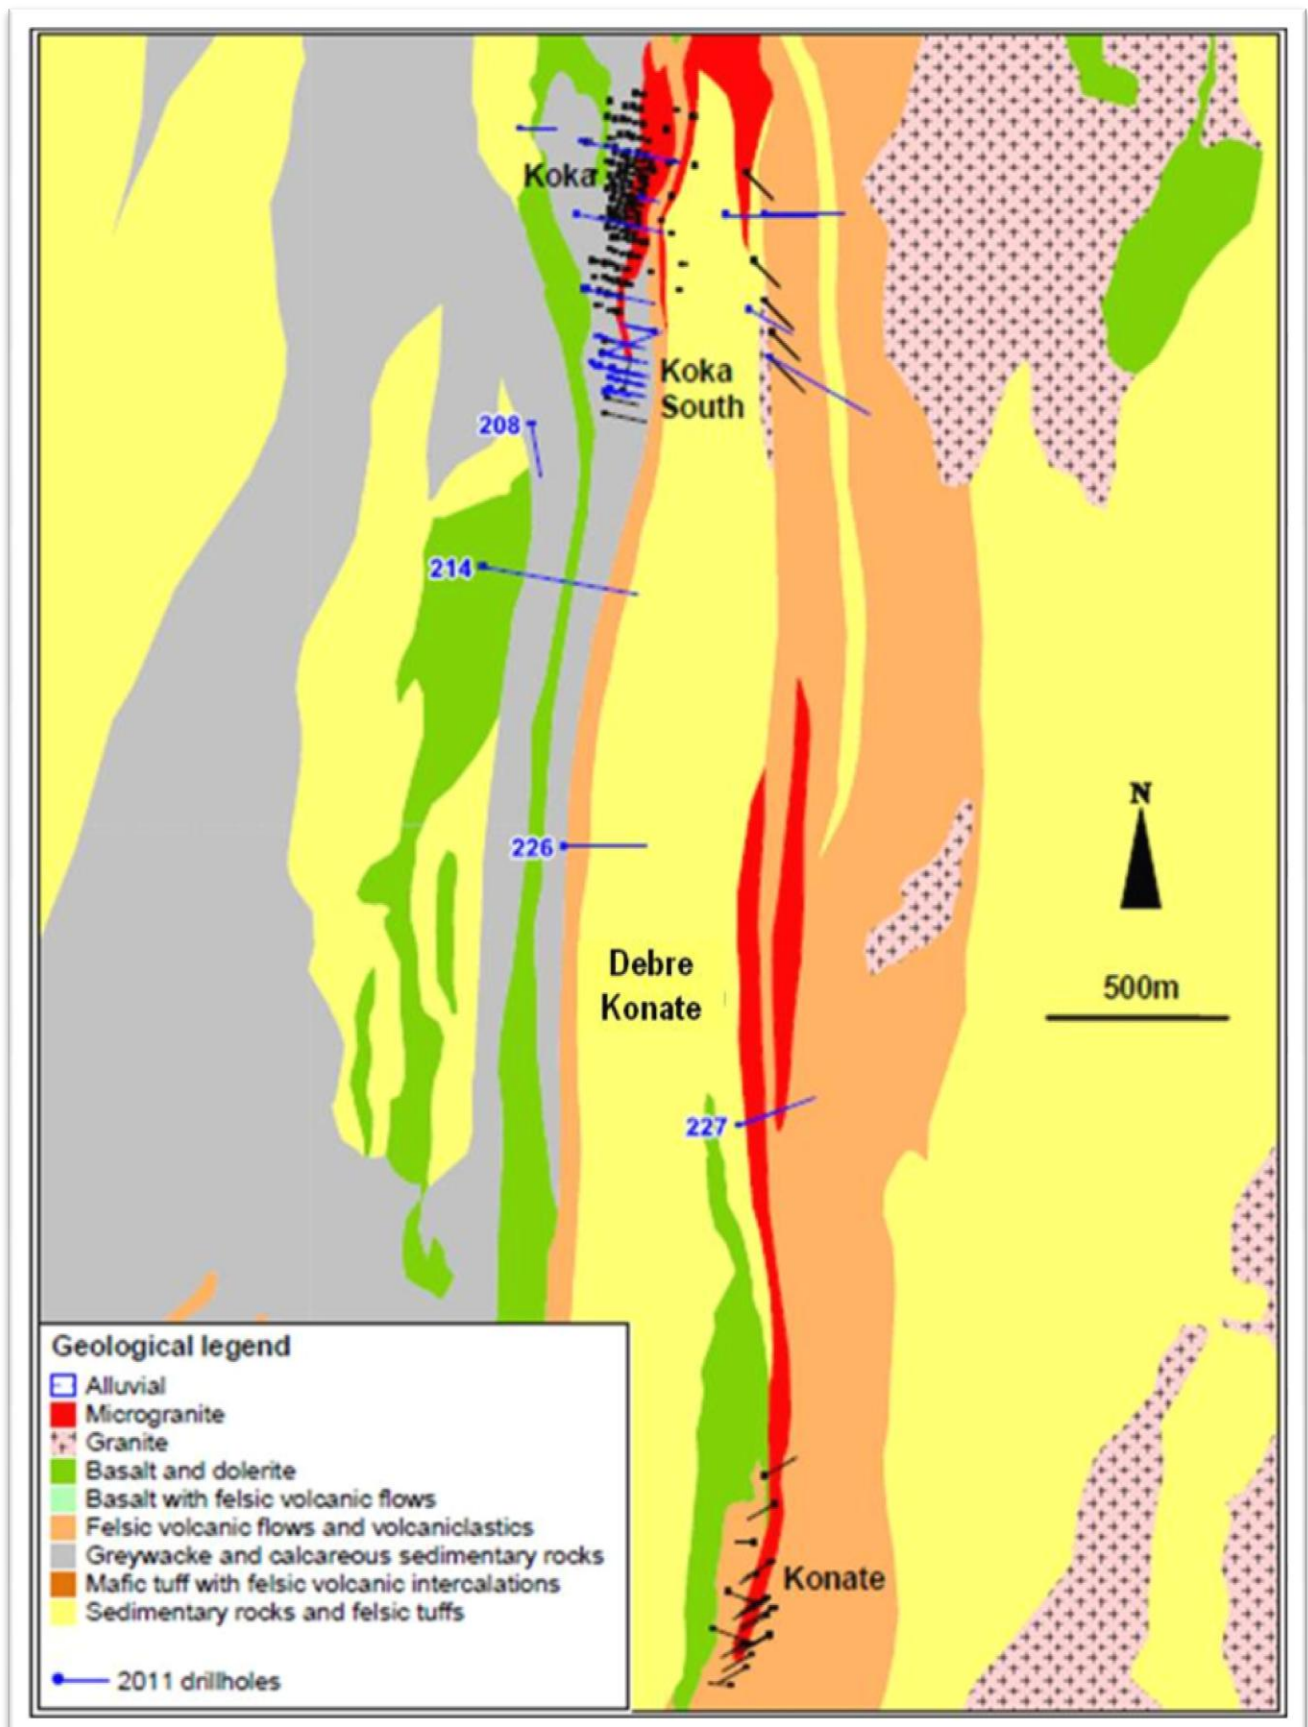 Koka
Koka
South
208
214
226
Debre
Konate
N
500m
227
Konate
Geological legend
Alluvial
Microgranite
Granite
Basalt and dolerite
Basalt with felsic volcanic flows
Felsic volcanic flows and volcaniclastics
Greywacke and calcareous sedimentary rocks
Mafic tuff with felsic volcanic intercalations
Sedimentary rocks and felsic tuffs
2011 drillholes